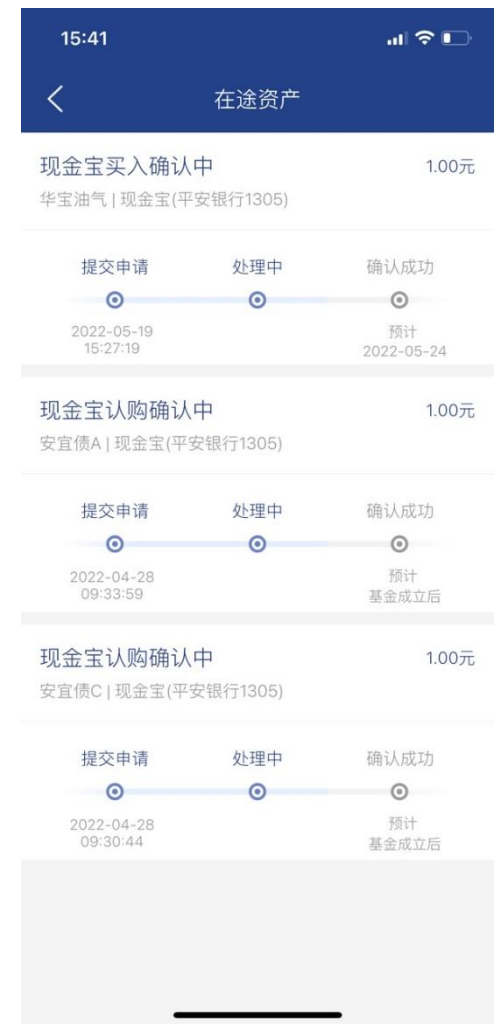 15:41
在途资产
现金宝买入确认中 1.00元
华宝油气 | 现金宝(平安银行1305)
提交申请 处理中 确认成功
2022-05-19 预计
15:27:19 2022-05-24
现金宝认购确认中 1.00元
安宜债A | 现金宝(平安银行1305)
提交申请 处理中 确认成功
2022-04-28 预计
09:33:59 基金成立后
现金宝认购确认中 1.00元
安宜债C | 现金宝(平安银行1305)
提交申请 处理中 确认成功
2022-04-28 预计
09:30:44 基金成立后